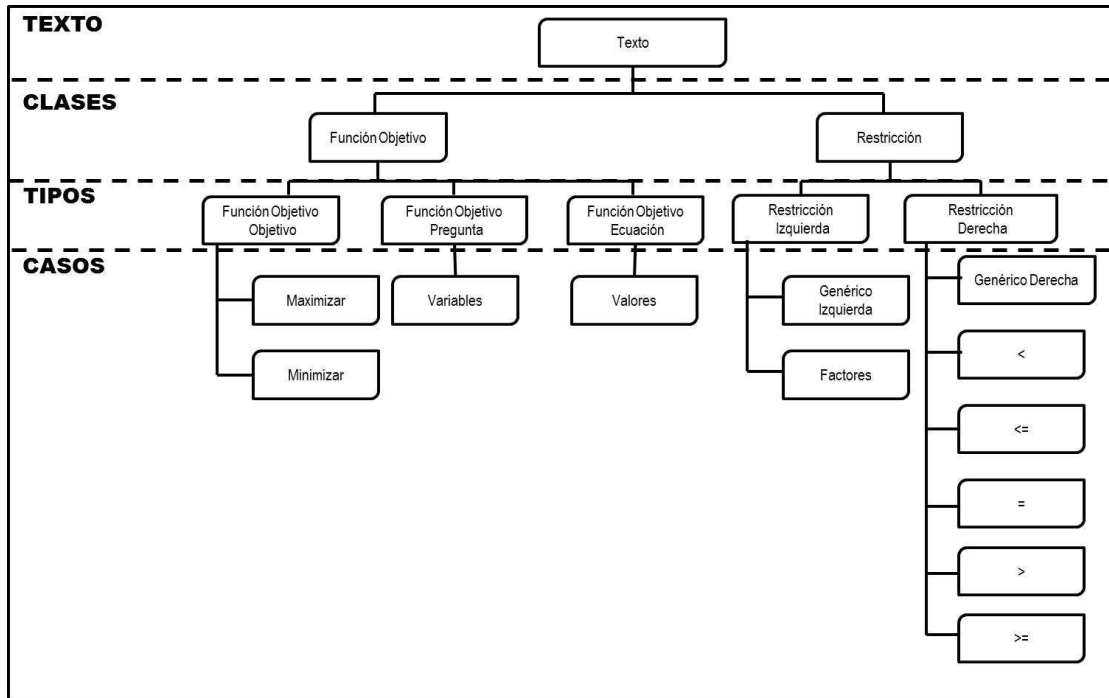 TEXTO
Texto
CLASES
Función Objetivo
Restricción
TIPOS
Función Objetivo
Objetivo
Función Objetivo
Pregunta
Función Objetivo
Ecuación
Restricción
Izquierda
Restricción
Derecha
CASOS
Maximizar
Variables
Valores
Genérico
Izquierda
Genérico Derecha
Minimizar
Factores
<
<=
=
>
>=